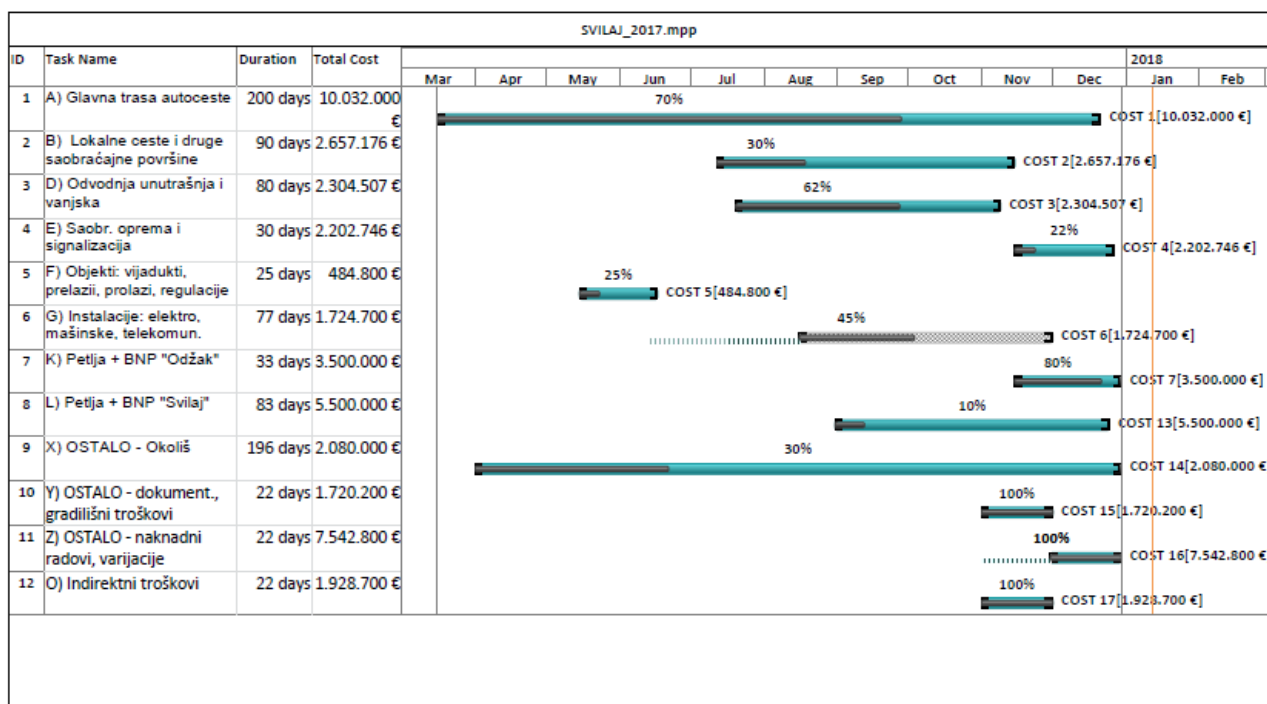 SVILAJ_2017.mpp
ID Task Name Duration Total Cost 2018
Mar Apr May Jun Jul Aug Sep Oct Nov Dec Jan Feb
1 A) Glavna trasa autoceste 200 days 10.032.000 70%
€ COST 1[10.032.000 €]
2 B) Lokalne ceste i druge 90 days 2.657.176 € 30%
saobraćajne površine COST 2[2.657.176 €]
3 D) Odvodnja unutrašnja i 80 days 2.304.507 € 62%
vanjska COST 3[2.304.507 €]
4 E) Saobr. oprema i 30 days 2.202.746 € 22%
signalizacija COST 4[2.202.746 €]
5 F) Objekti: vijadukti, 25 days 484.800 € 25%
prelazii, prolazi, regulacije COST 5[484.800 €]
6 G) Instalacije: elektro, 77 days 1.724.700 € 45%
mašinske, telekomun. COST 6[1.724.700 €]
7 K) Petlja + BNP "Odžak" 33 days 3.500.000 € 80%
COST 7[3.500.000 €]
8 L) Petlja + BNP "Svilaj" 83 days 5.500.000 € 10%
COST 13[5.500.000 €]
9 X) OSTALO - Okoliš 196 days 2.080.000 € 30%
COST 14[2.080.000 €
10 Y) OSTALO - dokument., 22 days 1.720.200 € 100%
gradilišni troškovi COST 15[1.720.200 €]
11 Z) OSTALO - naknadni 22 days 7.542.800 € 100%
radovi, varijacije COST 16[7.542.800 €
12 O) Indirektni troškovi 22 days 1.928.700 € 100%
COST 17[1.928.700 €]